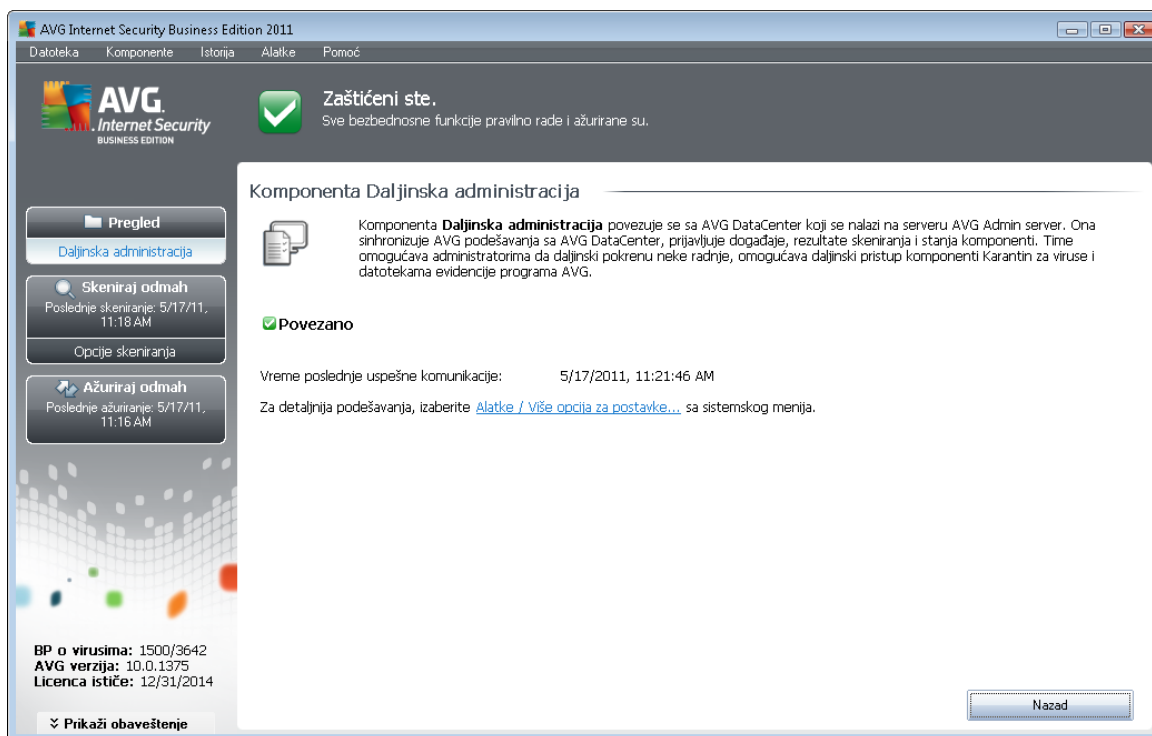 AVG Internet Security Business Edition 2011
Datoteka Komponente Istorija Alatke Pomoć
AVG.
Internet Security
BUSINESS EDITION
Zaštićeni ste.
Sve bezbednosne funkcije pravilno rade i ažurirane su.
Pregled
Daljinska administracija
Skeniraj odmah
Poslednje skeniranje: 5/17/11,
11:18 AM
Opcije skeniranja
Ažuriraj odmah
Poslednje ažuriranje: 5/17/11,
11:16 AM
BP o virusima: 1500/3642
AVG verzija: 10.0.1375
Licenca ističe: 12/31/2014
Prikaži obaveštenje
Komponenta Daljinska administracija
Komponenta Daljinska administracija povezuje se sa AVG DataCenter koji se nalazi na serveru AVG Admin server. Ona
sinhronizuje AVG podešavanja sa AVG DataCenter, prijavljuje događaje, rezultate skeniranja i stanja komponenti. Time
omogućava administratorima da daljinski pokrenu neke radnje, omogućava daljinski pristup komponenti Karantin za viruse i
datotekama evidencije programa AVG.
Povezano
Vreme poslednje uspešne komunikacije: 5/17/2011, 11:21:46 AM
Za detaljnija podešavanja, izaberite Alatke / Više opcija za postavke... sa sistemskog menija.
Nazad